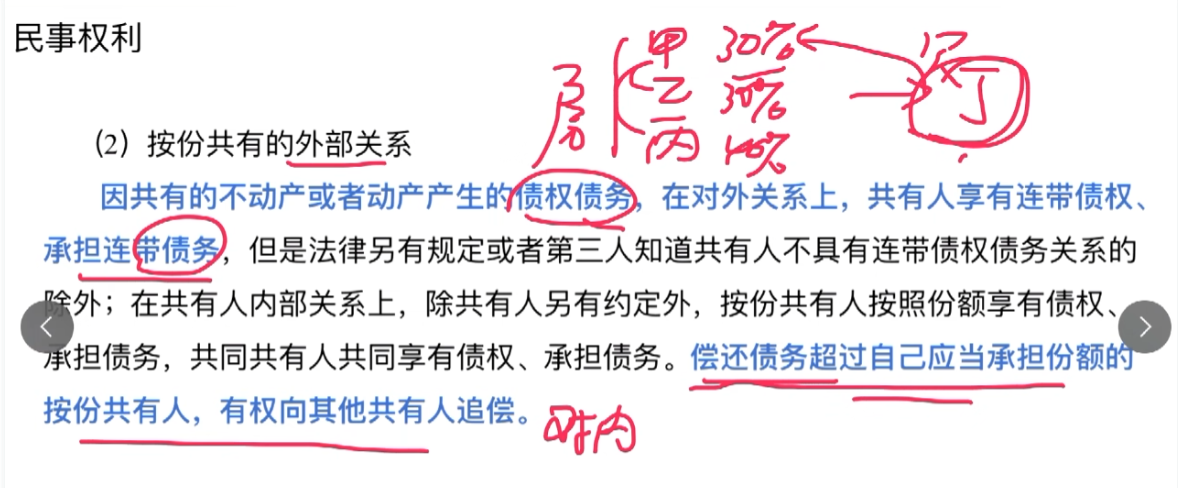 民事权利
甲 30%
乙 30%
丙 40%
房
丁
（2）按份共有的外部关系
因共有的不动产或者动产产生的债权债务，在对外关系上，共有人享有连带债权、
承担连带债务，但是法律另有规定或者第三人知道共有人不具有连带债权债务关系的
除外；在共有人内部关系上，除共有人另有约定外，按份共有人按照份额享有债权、
承担债务，共同共有人共同享有债权、承担债务。偿还债务超过自己应当承担份额的
按份共有人，有权向其他共有人追偿。
对内